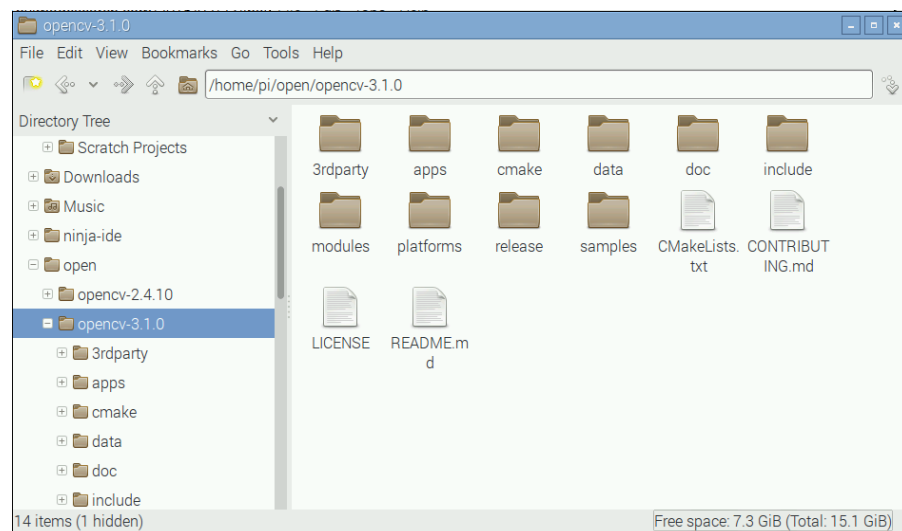 opencv-3.1.0
File Edit View Bookmarks Go Tools Help
/home/pi/open/opencv-3.1.0
Directory Tree
Scratch Projects
Downloads
Music
ninja-ide
open
opencv-2.4.10
opencv-3.1.0
3rdparty
apps
cmake
data
doc
include
3rdparty apps cmake data doc include
modules platforms release samples CMakeLists. CONTRIBUT
txt ING.md
LICENSE README.m
d
14 items (1 hidden) Free space: 7.3 GiB (Total: 15.1 GiB)